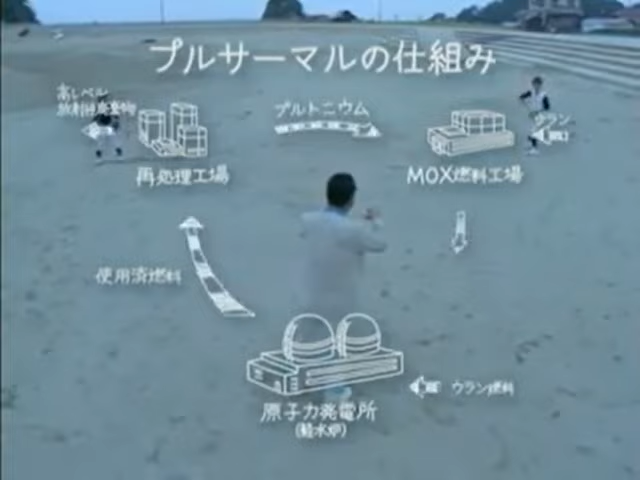 プルサーマルの仕組み
高レベル
放射性廃棄物
プルトニウム
ウラン
再処理工場
MOX燃料工場
使用済燃料
ウラン燃料
原子力発電所
(軽水炉)